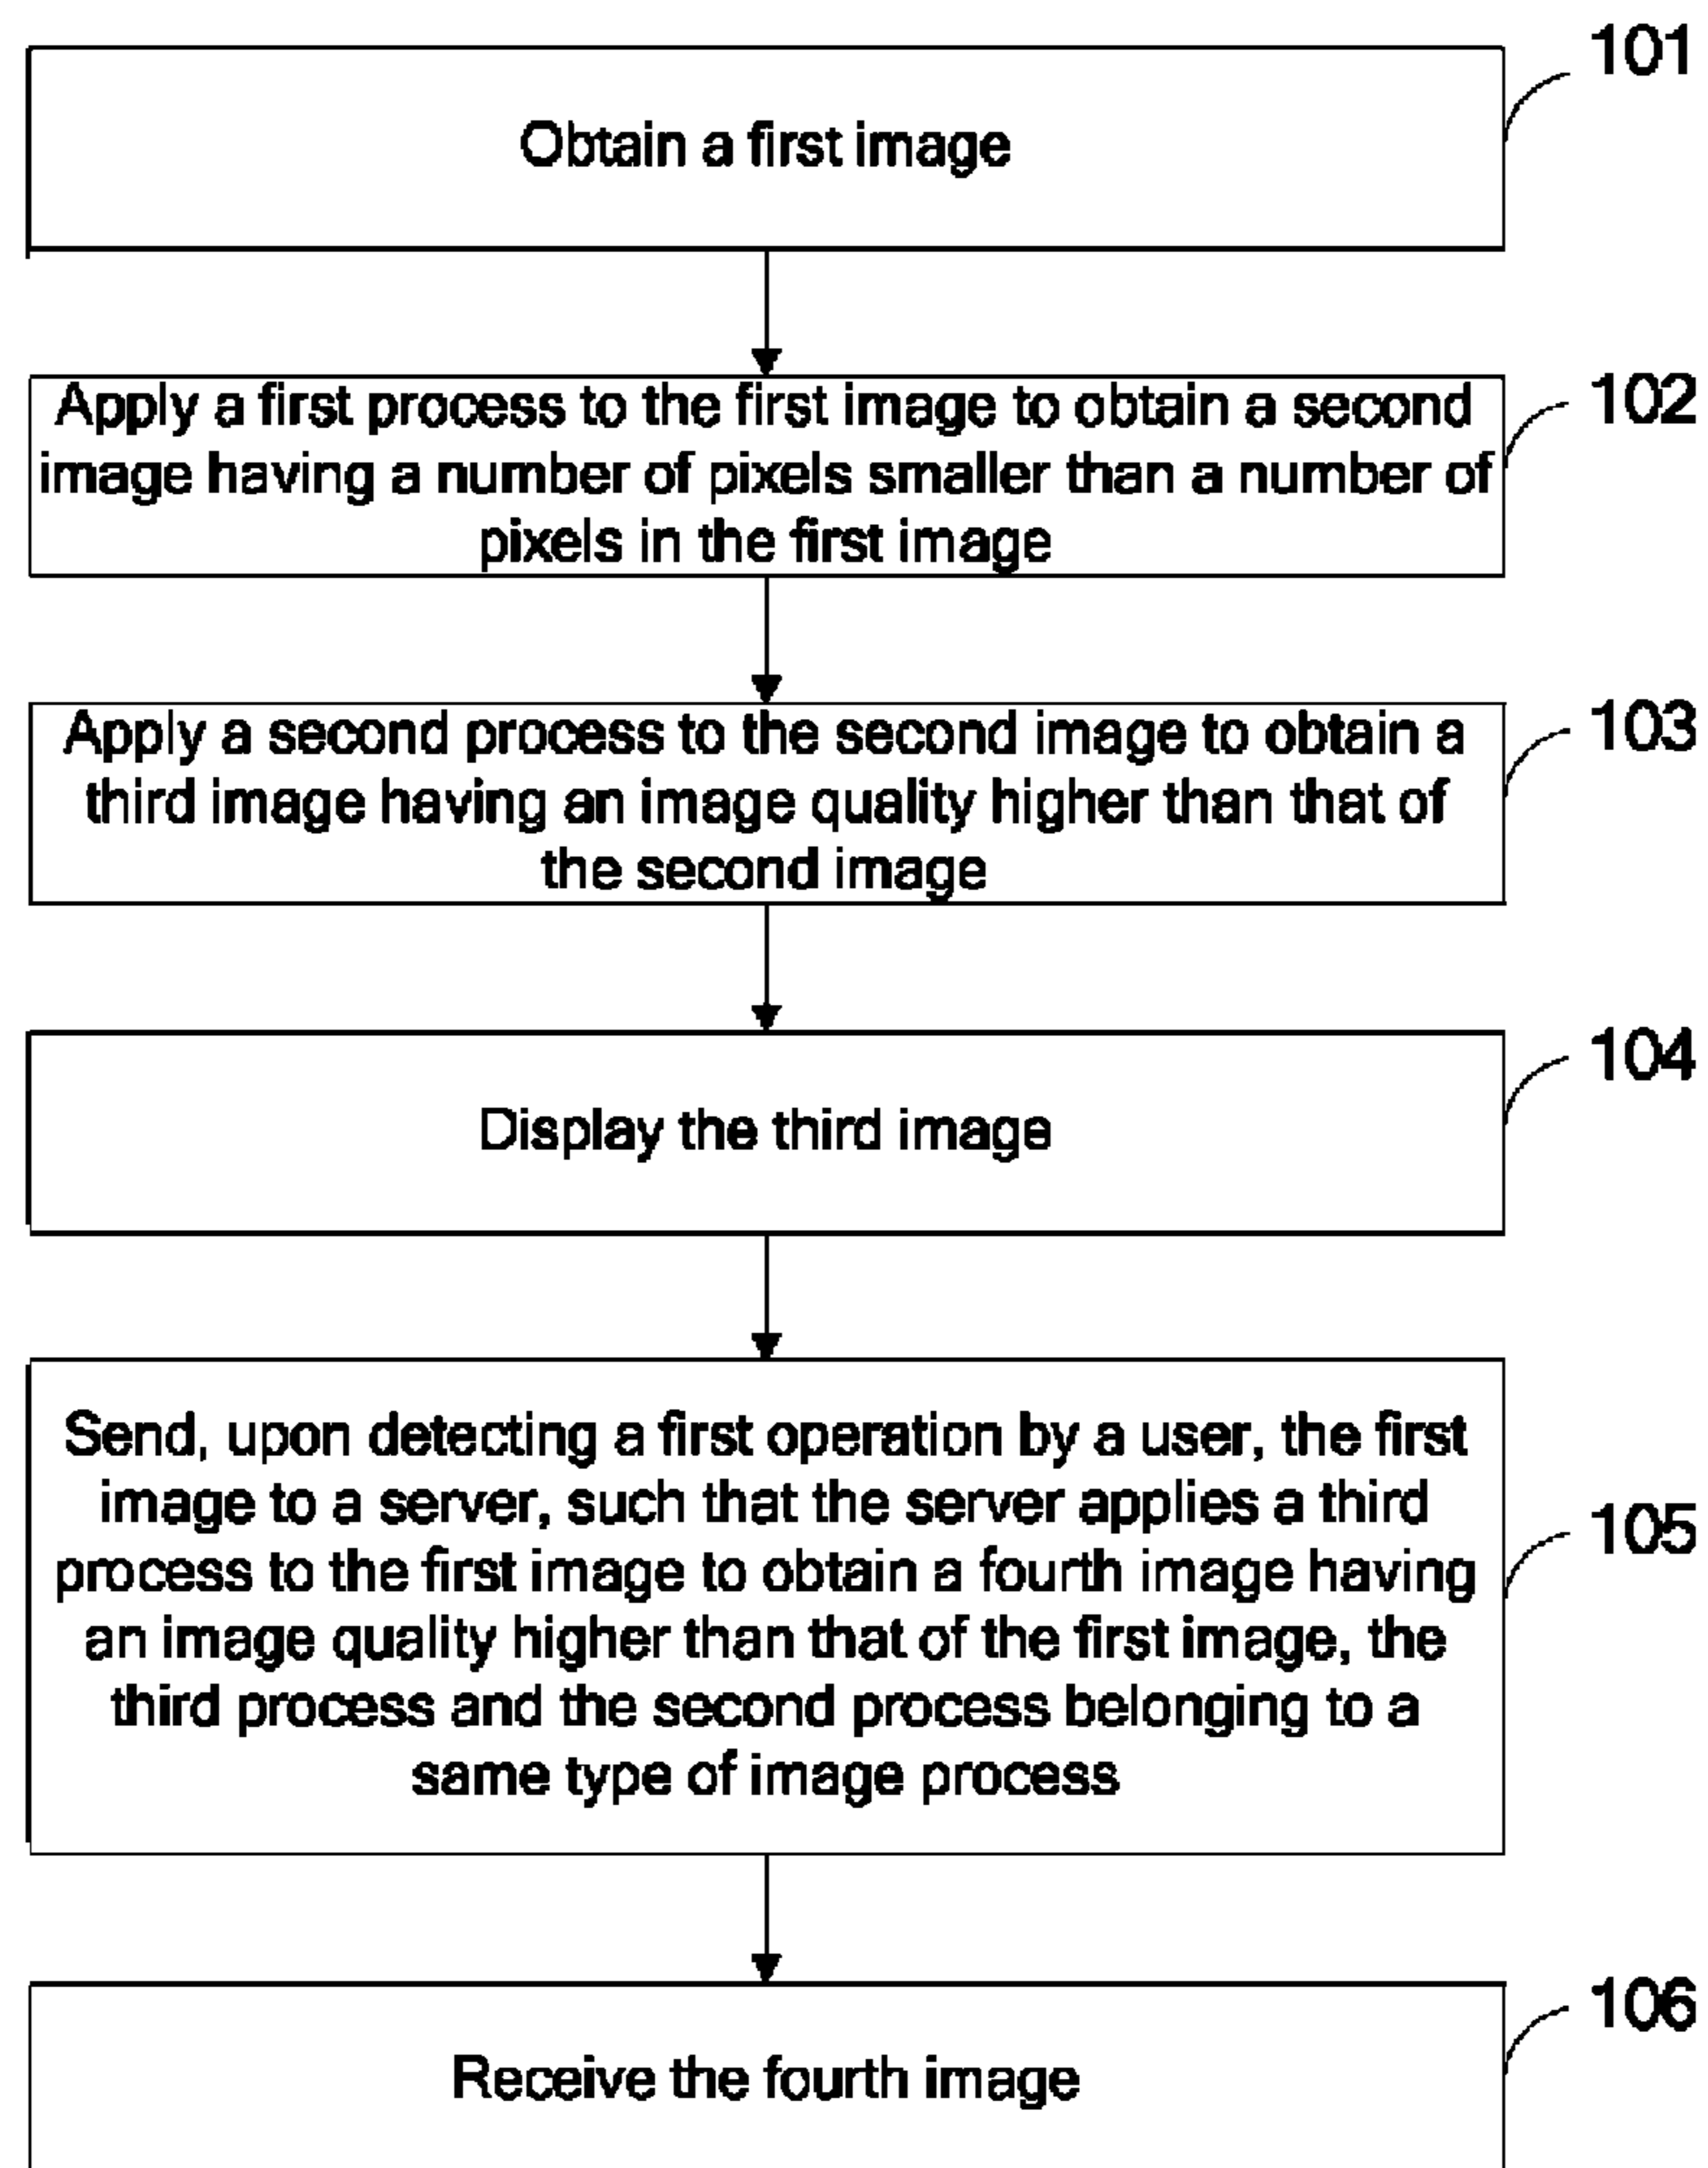 101
Obtain a first image
102
Apply a first process to the first image to obtain a second
image having a number of pixels smaller than a number of
pixels in the first image
103
Apply a second process to the second image to obtain a
third image having an image quality higher than that of
the second image
104
Display the third image
Send, upon detecting a first operation by a user, the first
image to a server, such that the server applies a third
105
process to the first image to obtain a fourth image having
an image quality higher than that of the first image, the
third process and the second process belonging to a
same type of image process
106
Receive the fourth image